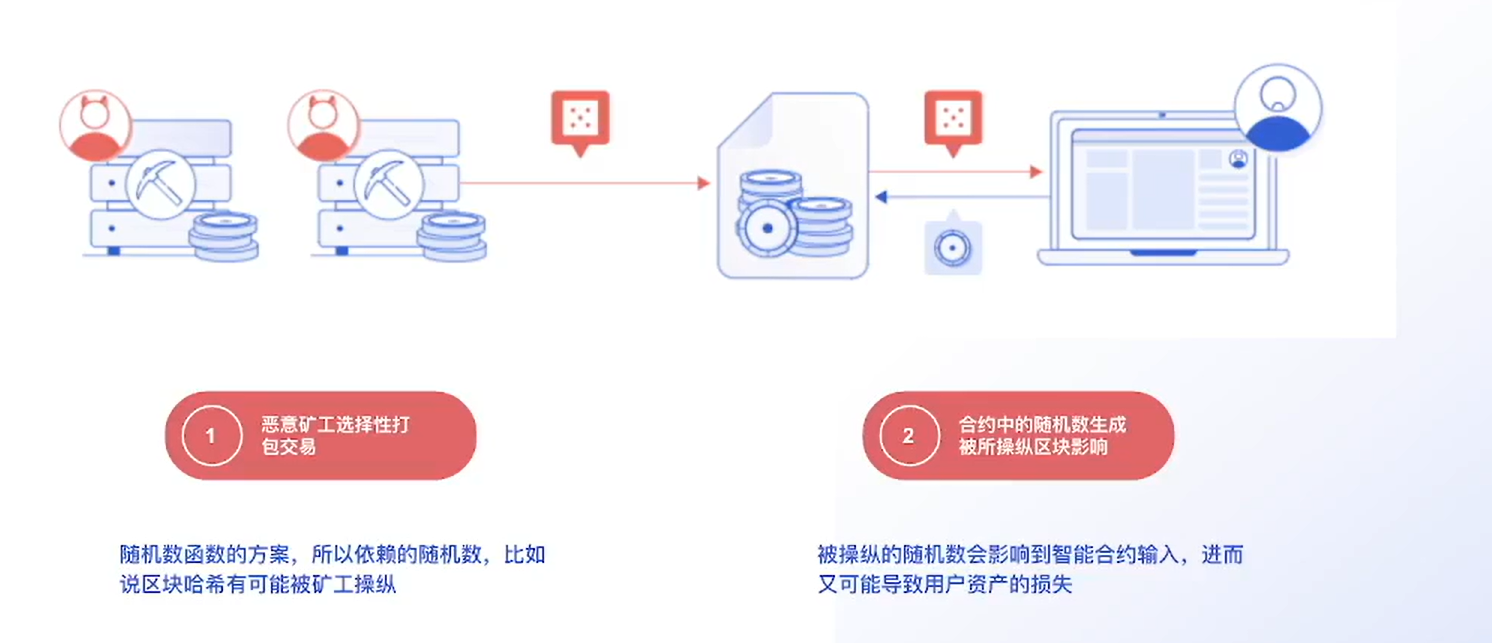 1
恶意矿工选择性打
包交易
2
合约中的随机数生成
被所操纵区块影响
随机数函数的方案，所以依赖的随机数，比如
说区块哈希有可能被矿工操纵
被操纵的随机数会影响到智能合约输入，进而
又可能导致用户资产的损失